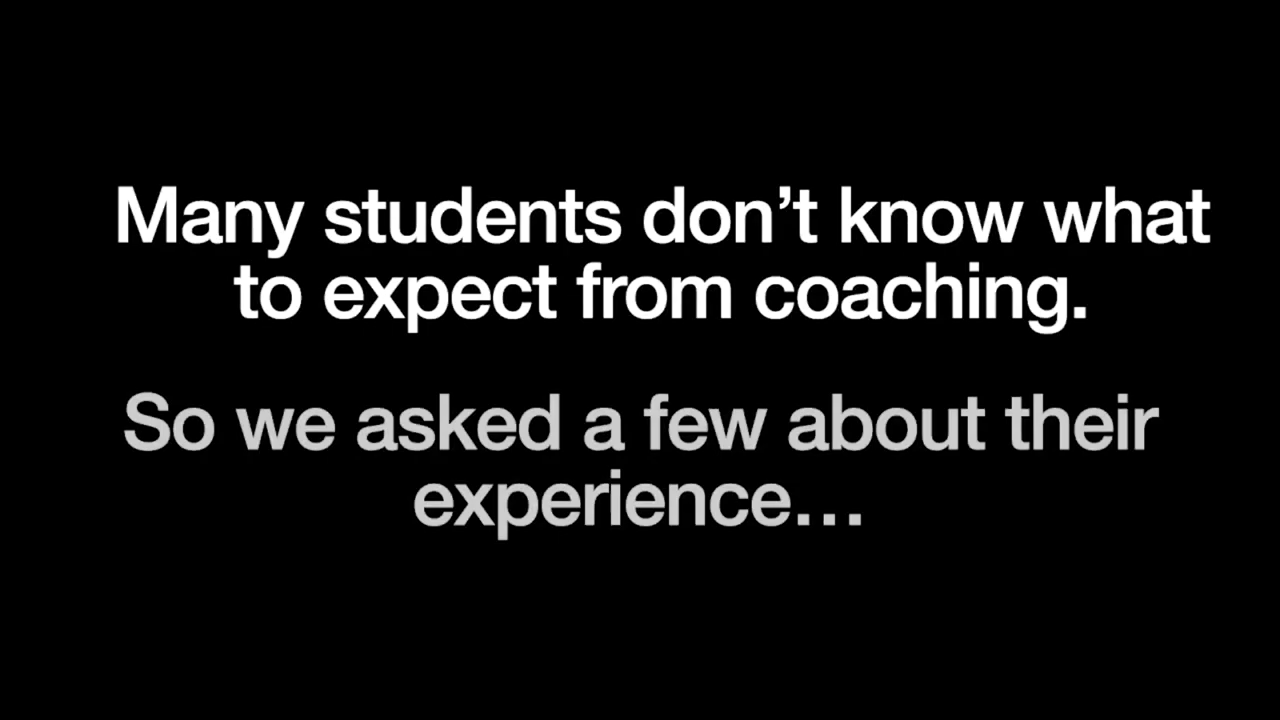 Many students don’t know what
to expect from coaching.
So we asked a few about their
experience…